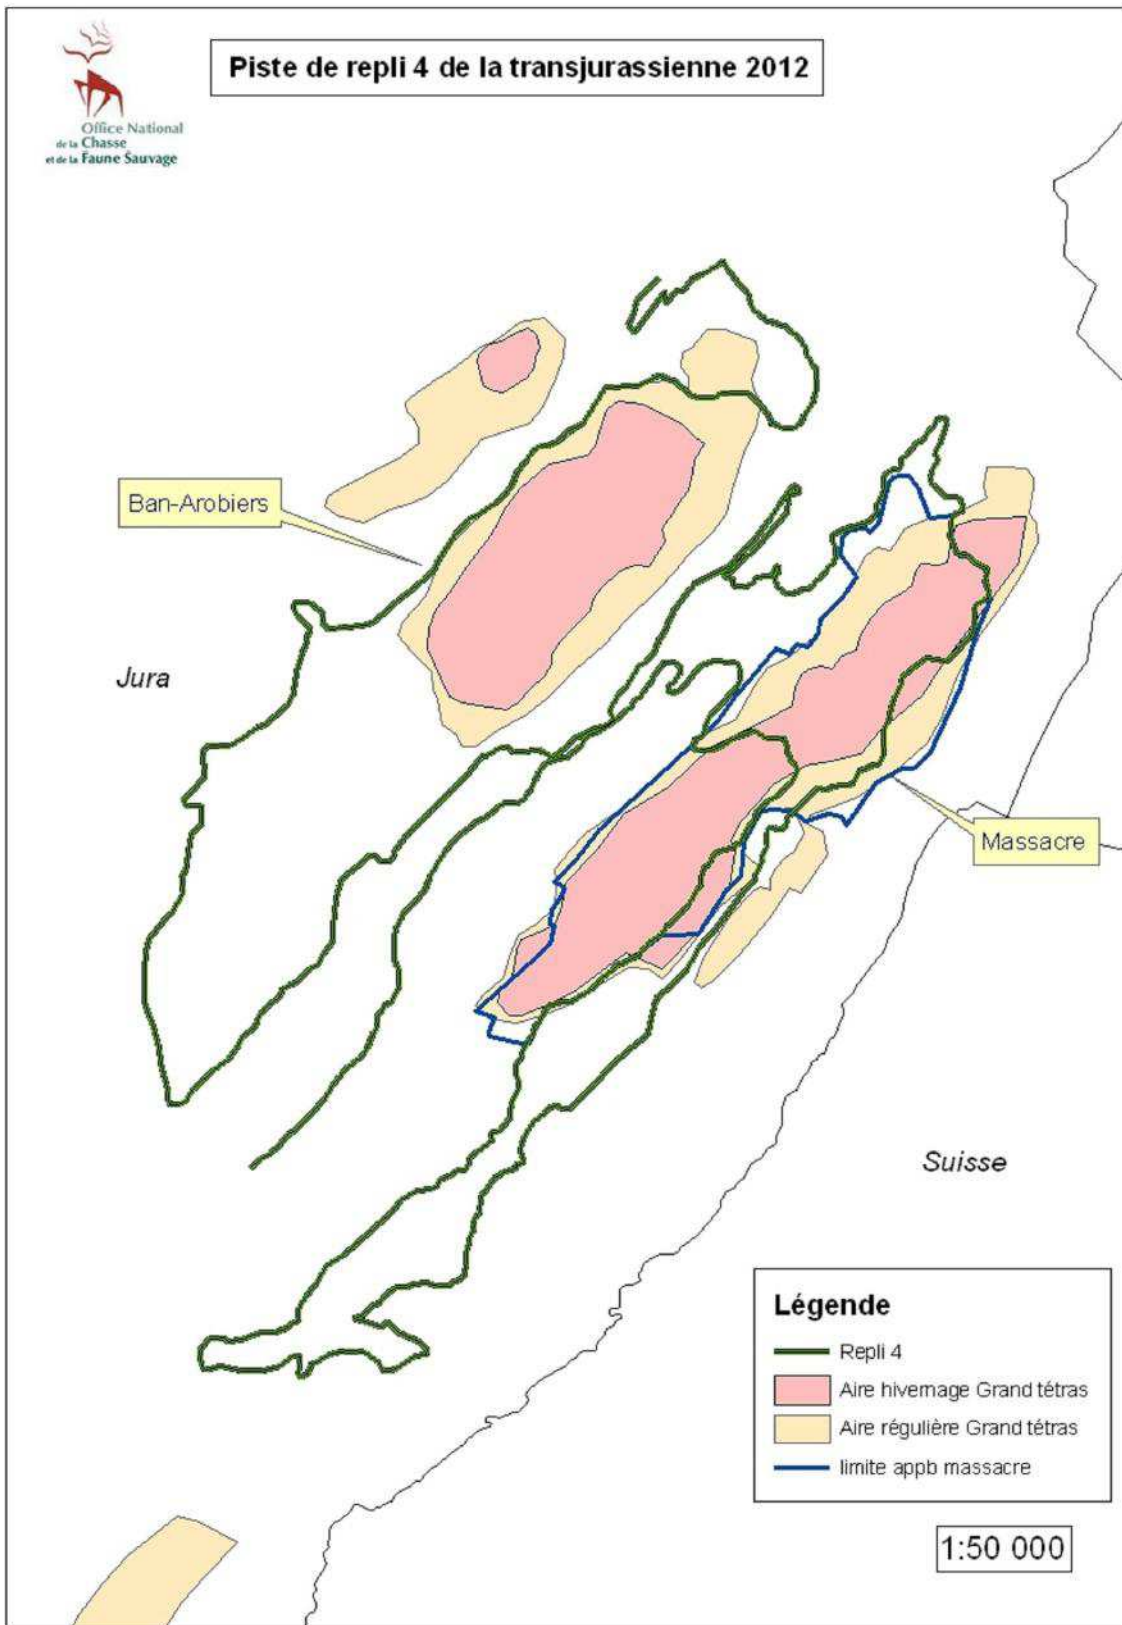 Piste de repli 4 de la transjurassienne 2012
Office National
de la Chasse
et de la Faune Sauvage
Ban-Arobiers
Jura
Massacre
Suisse
Légende
Repli 4
Aire hivernage Grand tétras
Aire régulière Grand tétras
limite appb massacre
1:50 000